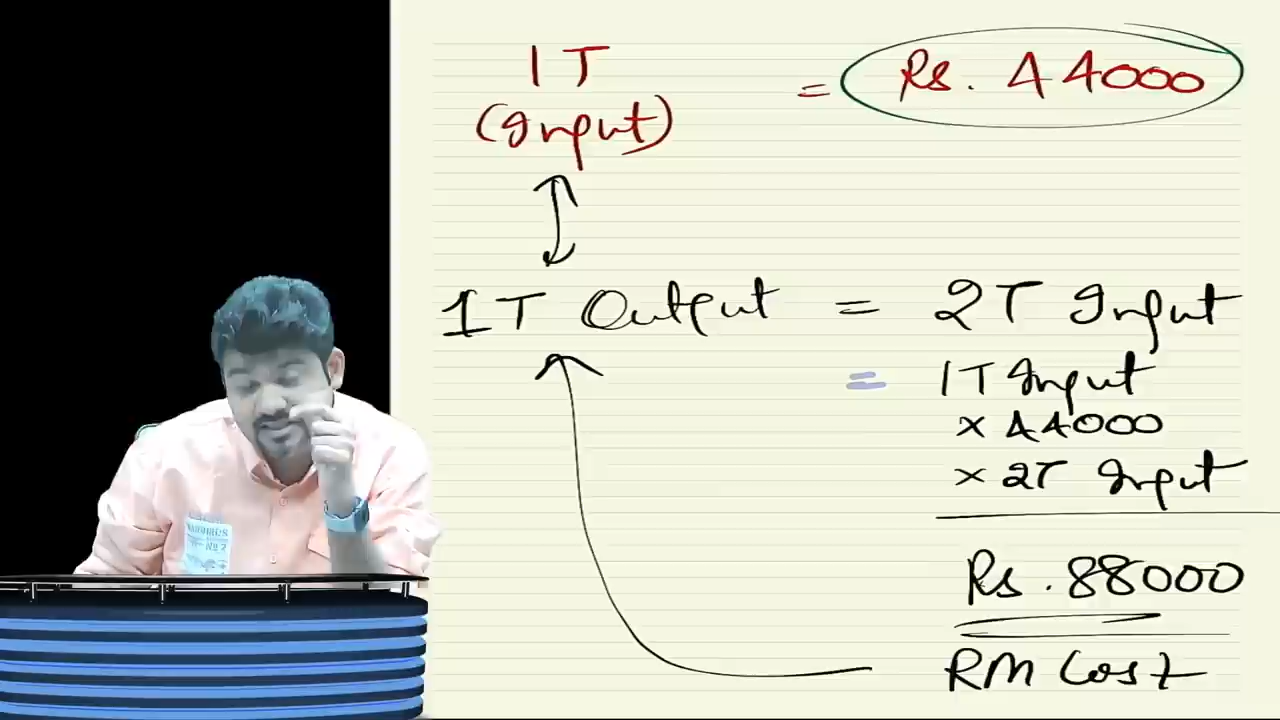 1T = Rs. 44000
(Input)
1T Output = 2T Input
= 1T Input
× 44000
× 2T Input
Rs. 88000
RM Cost